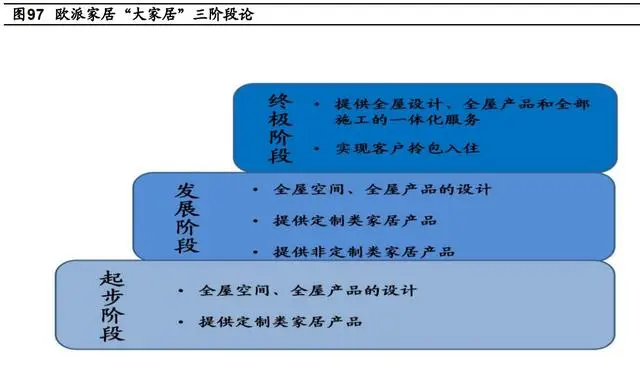 图97 欧派家居“大家居”三阶段论
终极阶段
• 提供全屋设计、全屋产品和全部
施工的一体化服务
• 实现客户拎包入住
发展阶段
• 全屋空间、全屋产品的设计
• 提供定制类家居产品
• 提供非定制类家居产品
起步阶段
• 全屋空间、全屋产品的设计
• 提供定制类家居产品